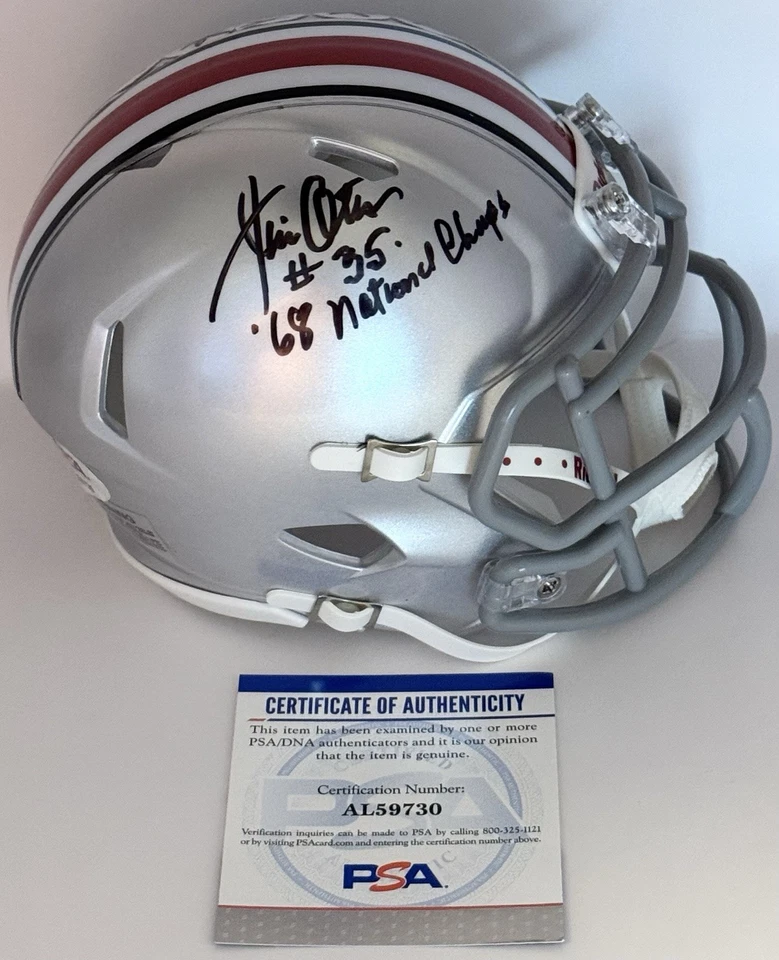 Jim Otis
# 35
'68 National Champs
CERTIFICATE OF AUTHENTICITY
This item has been examined by one or more
PSA/DNA authenticators and it is our opinion
that the item is genuine.
Certification Number:
AL59730
Verification inquiries can be made to PSA by calling 800-325-1121
or by visiting PSAcard.com and entering the certification number above.
PSA.